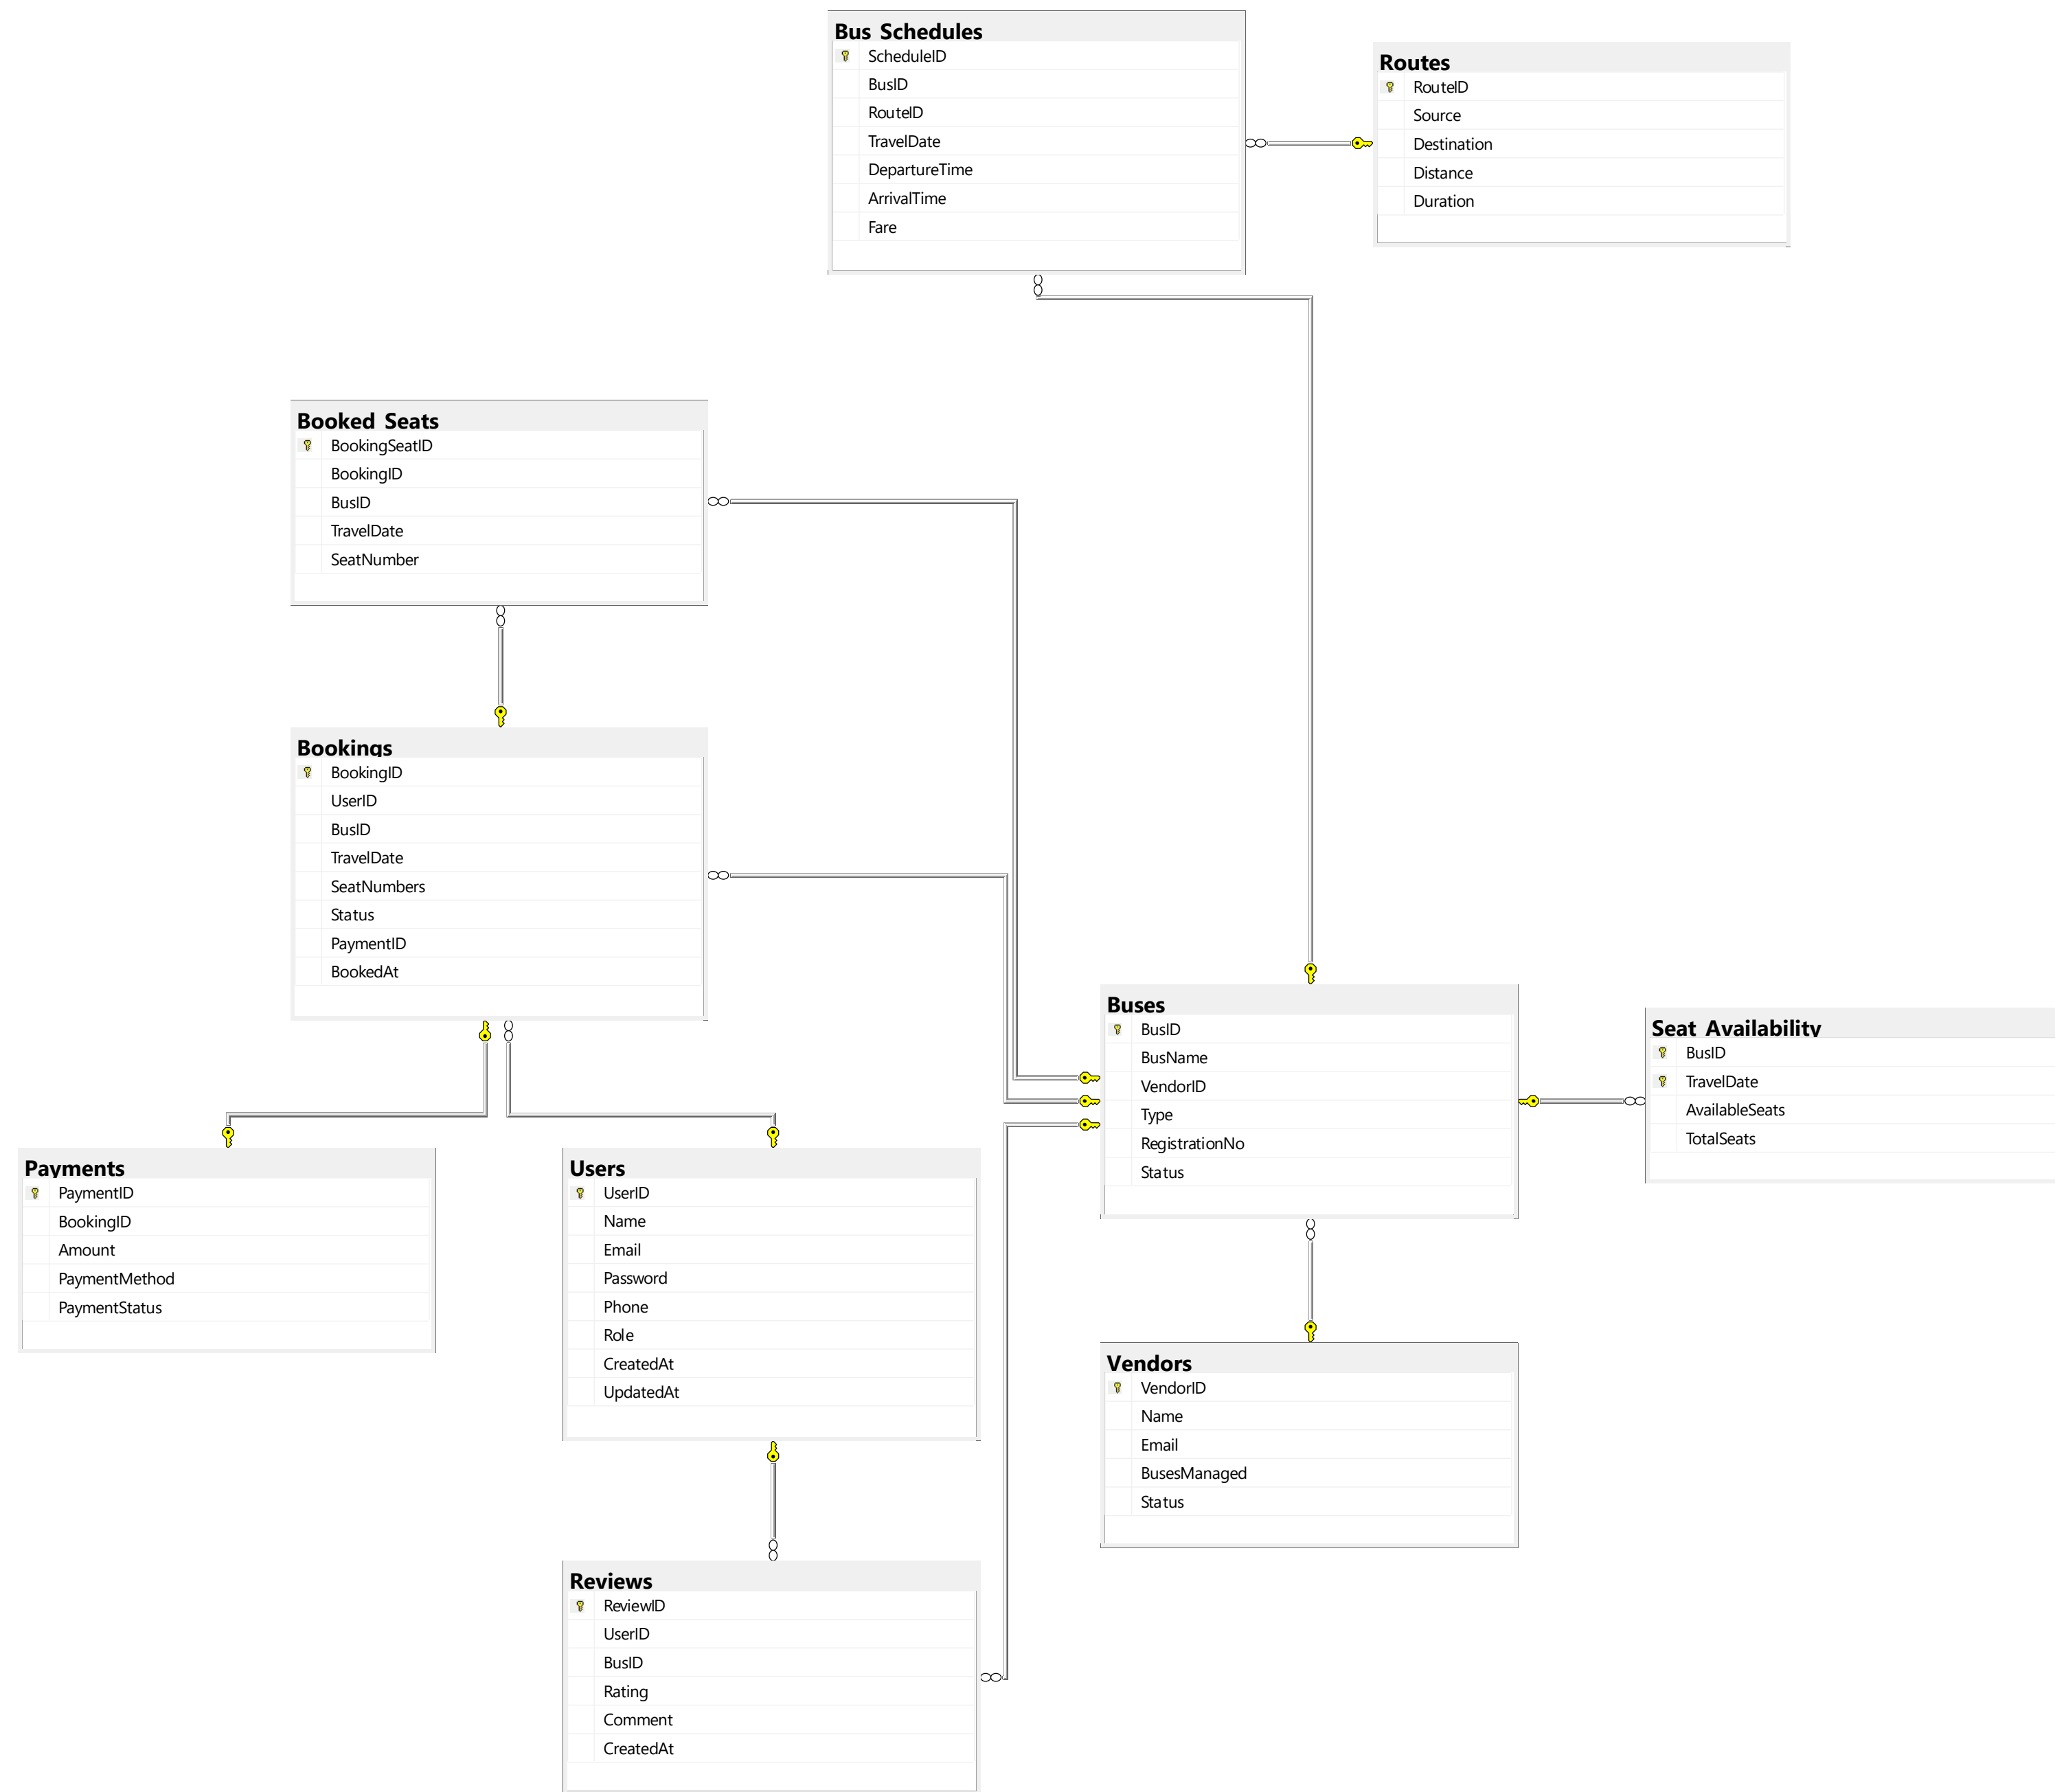 Bus Schedules
ScheduleID
BusID
RouteID
TravelDate
DepartureTime
ArrivalTime
Fare
Routes
RouteID
Source
Destination
Distance
Duration
Booked Seats
BookingSeatID
BookingID
BusID
TravelDate
SeatNumber
Bookings
BookingID
UserID
BusID
TravelDate
SeatNumbers
Status
PaymentID
BookedAt
Buses
BusID
BusName
VendorID
Type
RegistrationNo
Status
Seat Availability
BusID
TravelDate
AvailableSeats
TotalSeats
Payments
PaymentID
BookingID
Amount
PaymentMethod
PaymentStatus
Users
UserID
Name
Email
Password
Phone
Role
CreatedAt
UpdatedAt
Vendors
VendorID
Name
Email
BusesManaged
Status
Reviews
ReviewID
UserID
BusID
Rating
Comment
CreatedAt